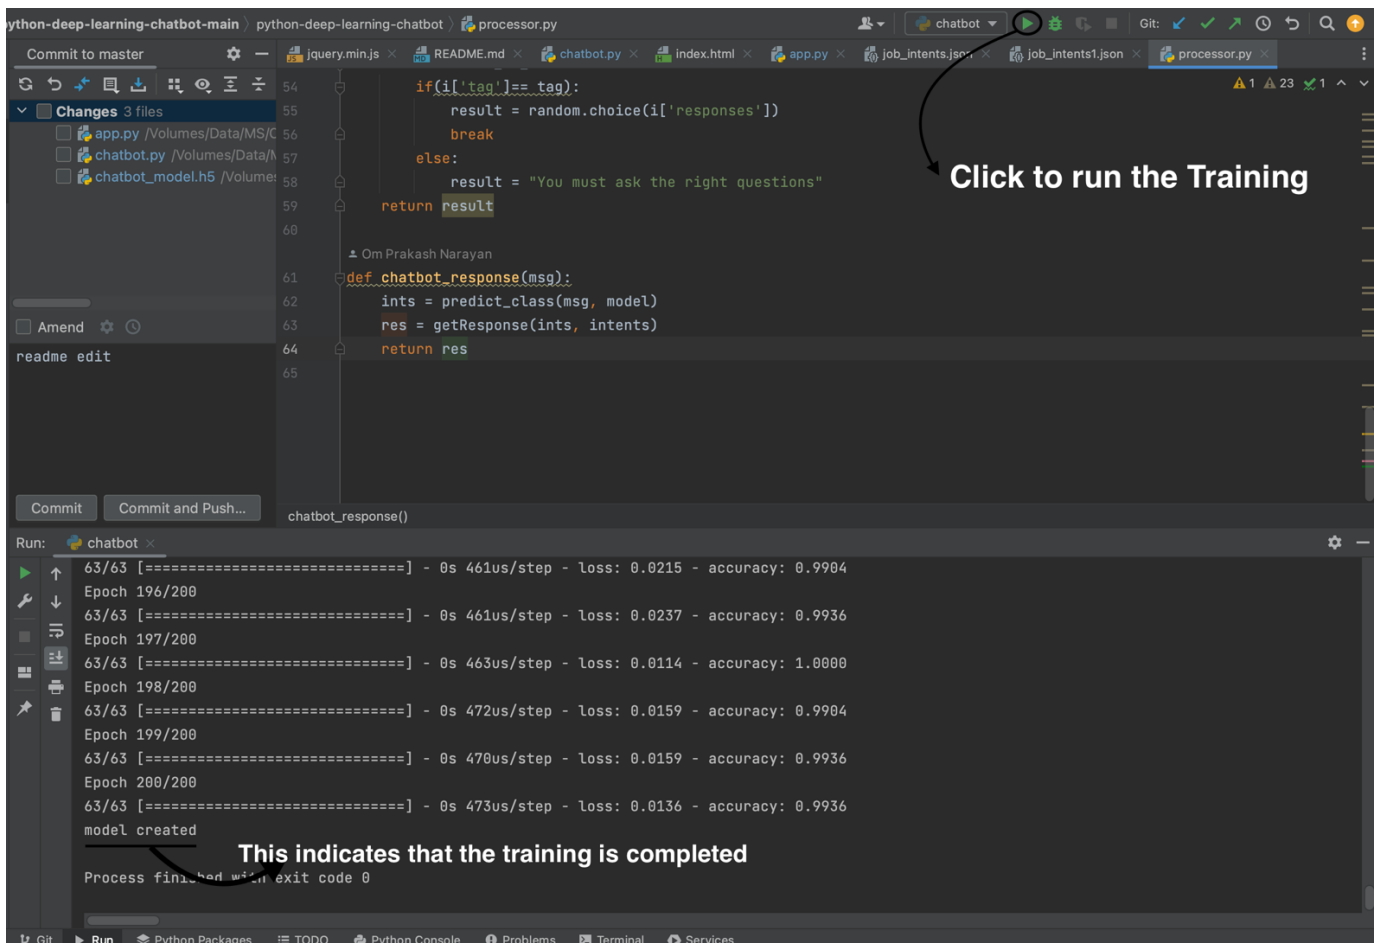 python-deep-learning-chatbot-main python-deep-learning-chatbot processor.py chatbot Git:
Commit to master jquery.min.js README.md chatbot.py index.html app.py job_intents.json job_intents1.json processor.py
54 if(i['tag']== tag): 1 23 1
Changes 3 files 55 result = random.choice(i['responses'])
app.py /Volumes/Data/MS/C 56 break
chatbot.py /Volumes/Data/M 57 else:
chatbot_model.h5 /Volume 58 result = "You must ask the right questions"
Click to run the Training
59 return result
60
Om Prakash Narayan
61 def chatbot_response(msg):
62 ints = predict_class(msg, model)
Amend 63 res = getResponse(ints, intents)
readme edit 64 return res
65
Commit Commit and Push... chatbot_response()
Run: chatbot
63/63 [==============================] - 0s 461us/step - loss: 0.0215 - accuracy: 0.9904
Epoch 196/200
63/63 [==============================] - 0s 461us/step - loss: 0.0237 - accuracy: 0.9936
Epoch 197/200
63/63 [==============================] - 0s 463us/step - loss: 0.0114 - accuracy: 1.0000
Epoch 198/200
63/63 [==============================] - 0s 472us/step - loss: 0.0159 - accuracy: 0.9904
Epoch 199/200
63/63 [==============================] - 0s 470us/step - loss: 0.0159 - accuracy: 0.9936
Epoch 200/200
63/63 [==============================] - 0s 473us/step - loss: 0.0136 - accuracy: 0.9936
model created
This indicates that the training is completed
Process finished with exit code 0
Git Run Python Packages TODO Python Console Problems Terminal Services